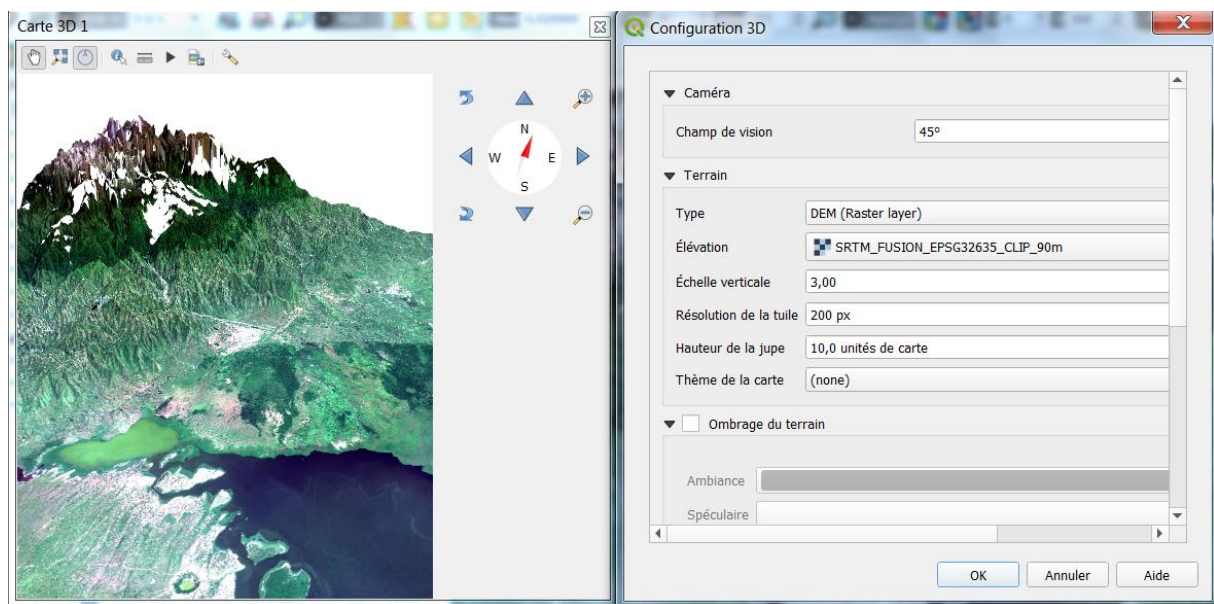 Carte 3D 1
N
W E
S
Configuration 3D
Caméra
Champ de vision 45°
Terrain
Type DEM (Raster layer)
Élévation SRTM_FUSION_EPSG32635_CLIP_90m
Échelle verticale 3,00
Résolution de la tuile 200 px
Hauteur de la jupe 10,0 unités de carte
Thème de la carte (none)
Ombrage du terrain
Ambiance
Spéculaire
OK Annuler Aide